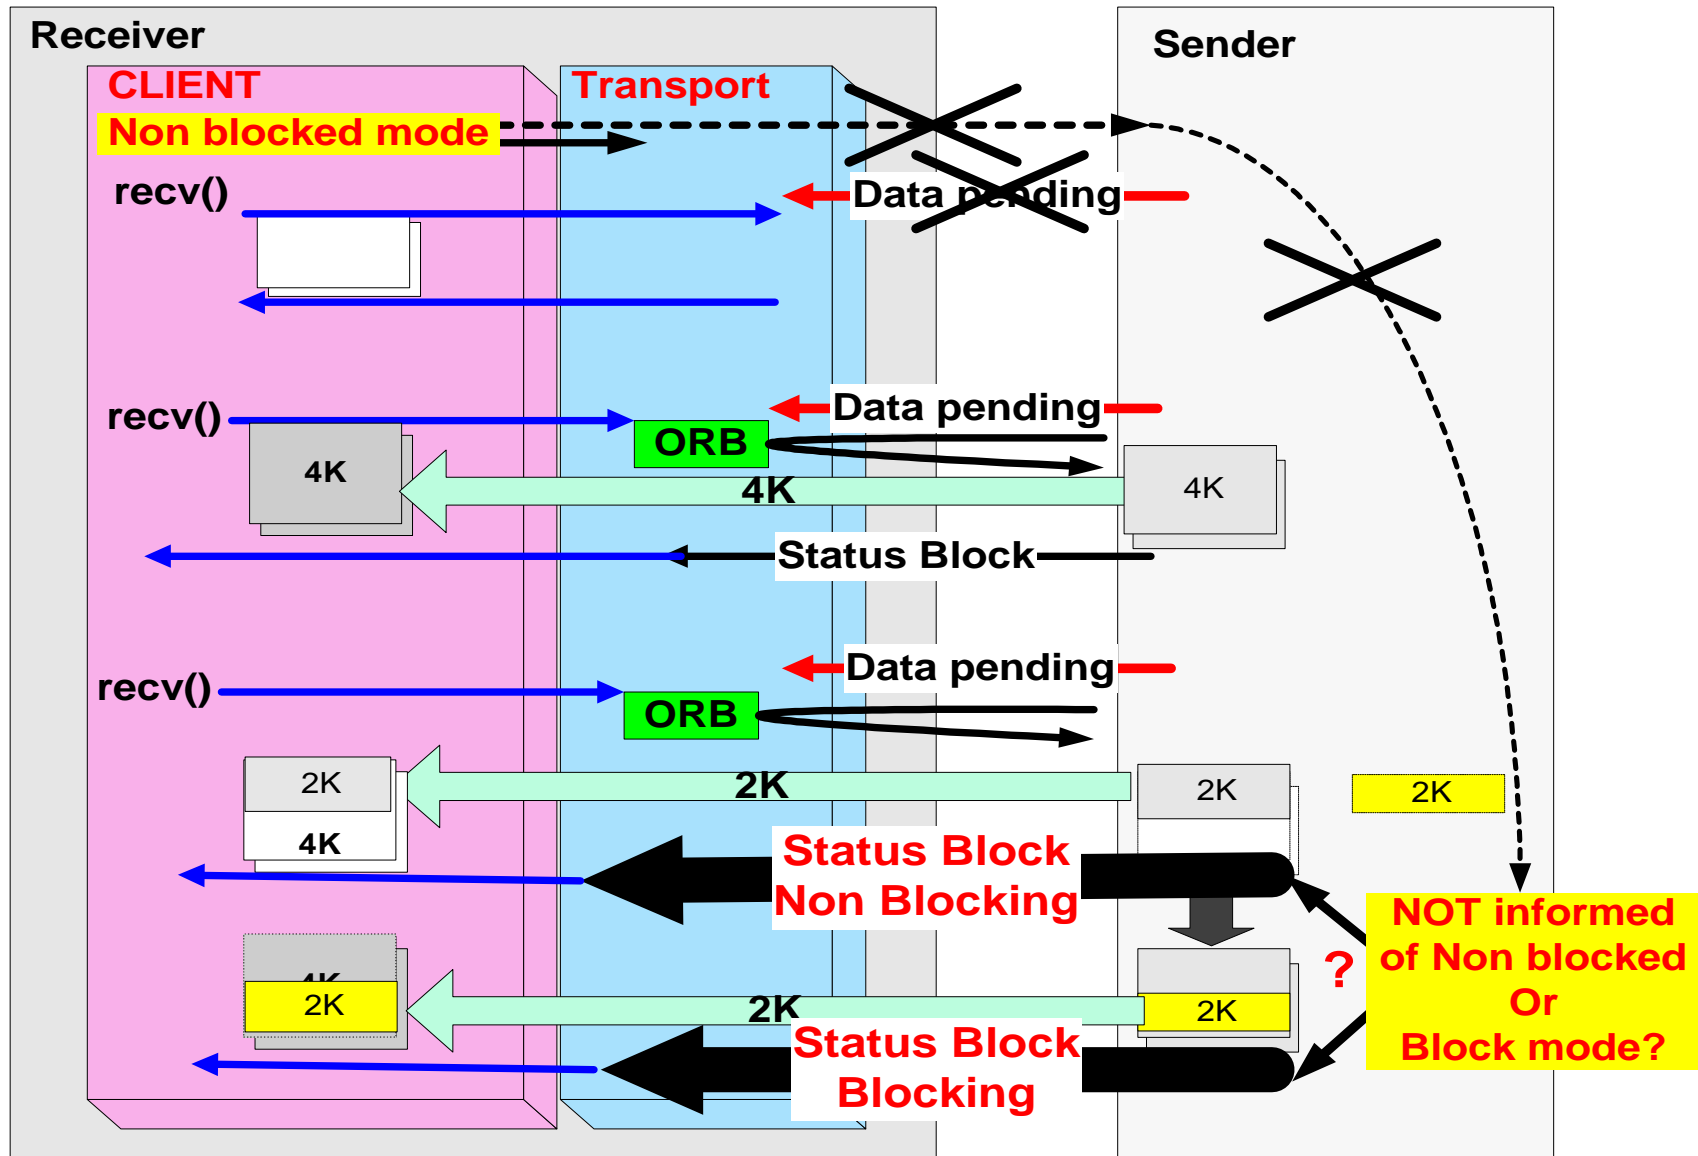 Receiver
Sender
CLIENT
Transport
Non blocked mode
recv()
Data pending
recv()
Data pending
ORB
4K
4K
4K
Status Block
Data pending
recv()
ORB
2K
2K
2K
2K
4K
Status Block
Non Blocking
NOT informed
of Non blocked
Or
Block mode?
?
4K
2K
2K
2K
Status Block
Blocking